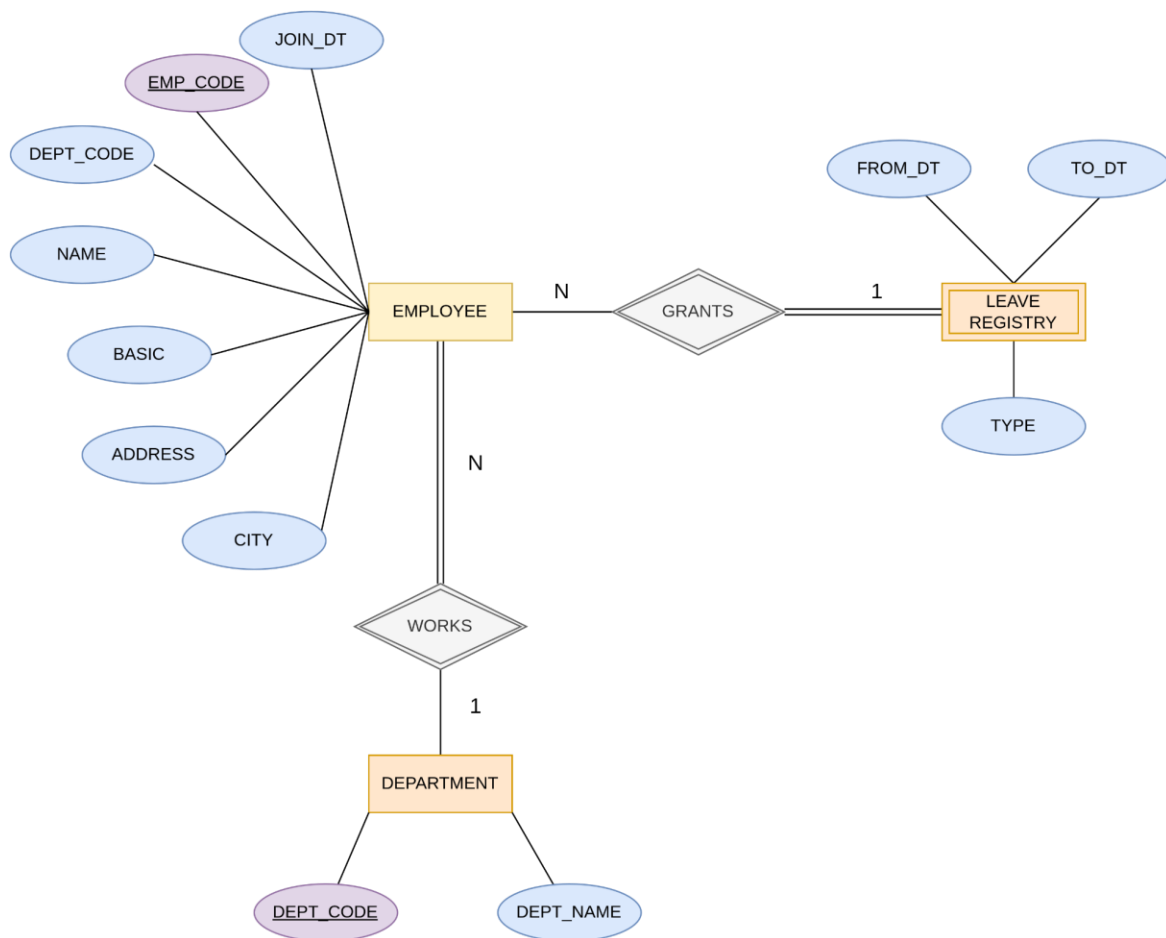 JOIN_DT
EMP_CODE
DEPT_CODE
FROM_DT
TO_DT
NAME
EMPLOYEE
N
GRANTS
1
LEAVE
REGISTRY
BASIC
TYPE
ADDRESS
N
CITY
WORKS
1
DEPARTMENT
DEPT_CODE
DEPT_NAME